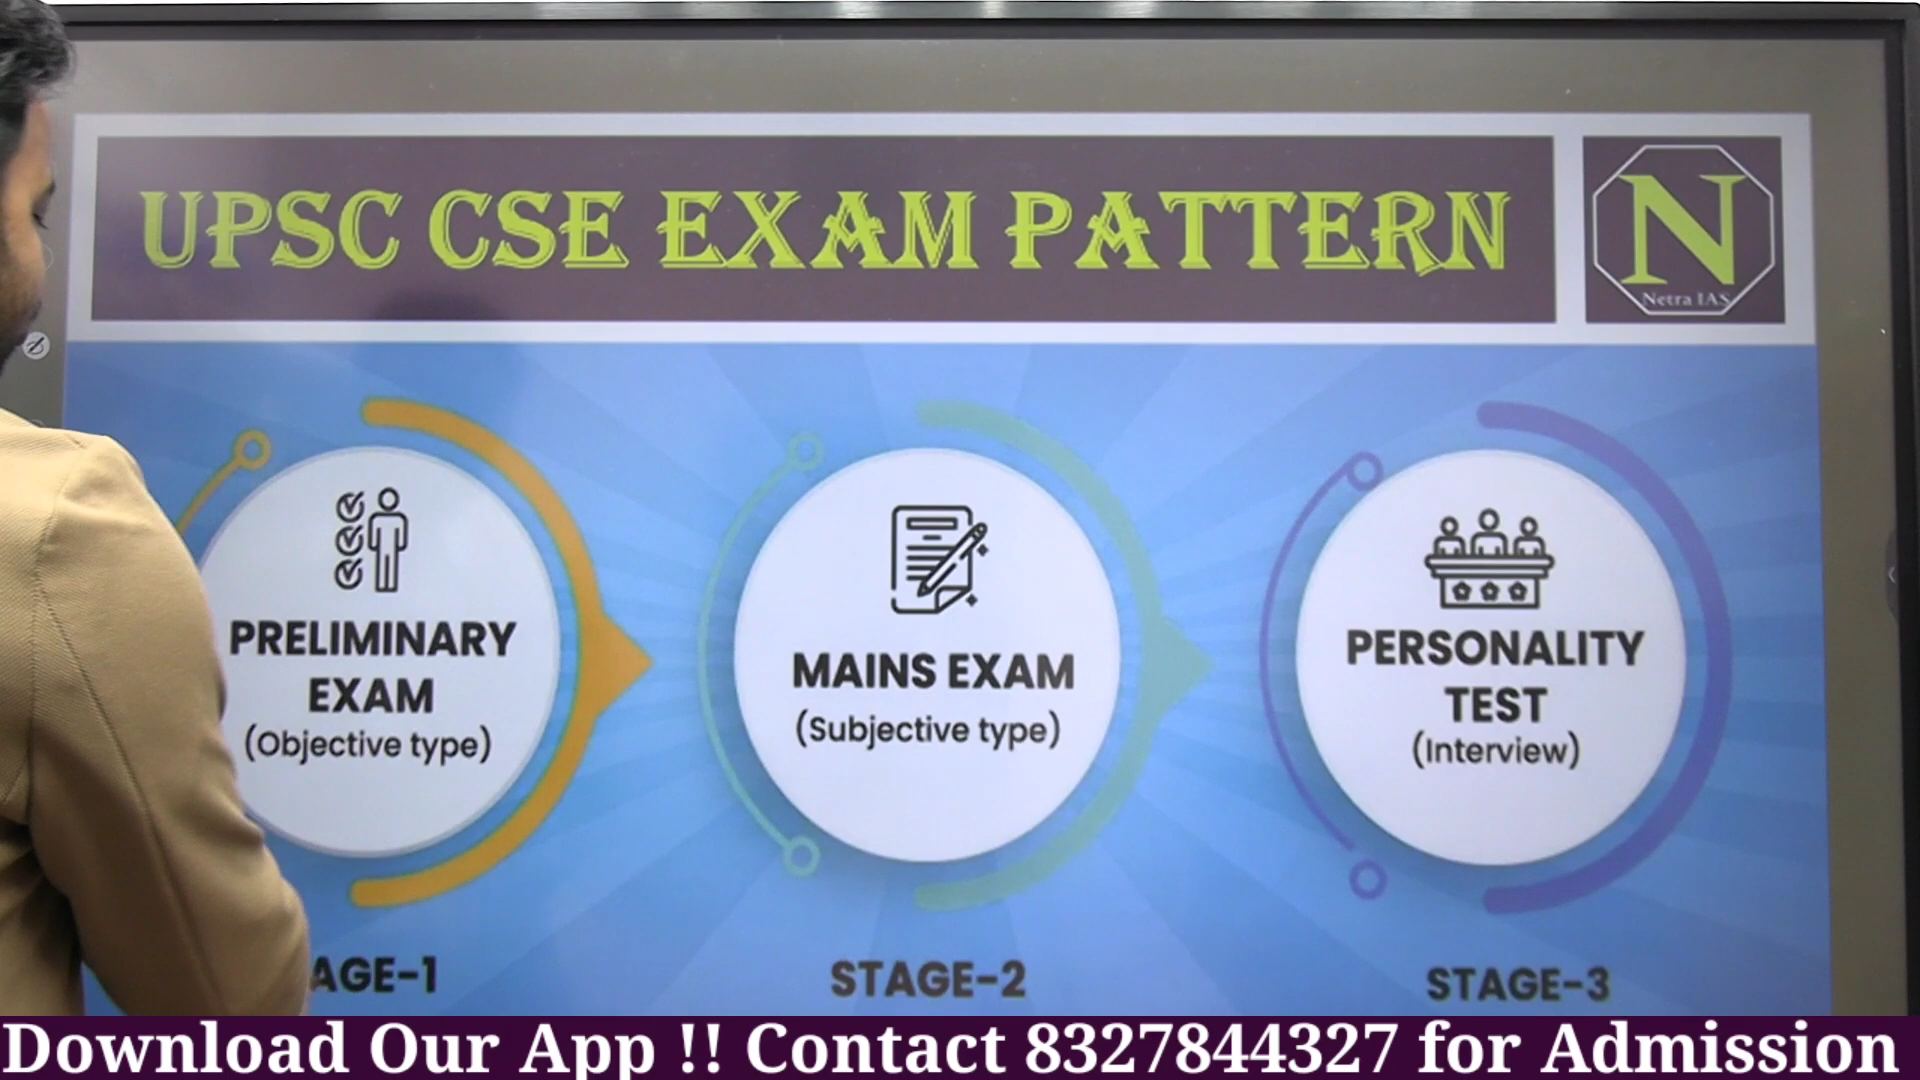 UPSC CSE EXAM PATTERN
N
Netra IAS
PRELIMINARY
EXAM
(Objective type)
MAINS EXAM
(Subjective type)
PERSONALITY
TEST
(Interview)
AGE-1
STAGE-2
STAGE-3
Download Our App !! Contact 8327844327 for Admission